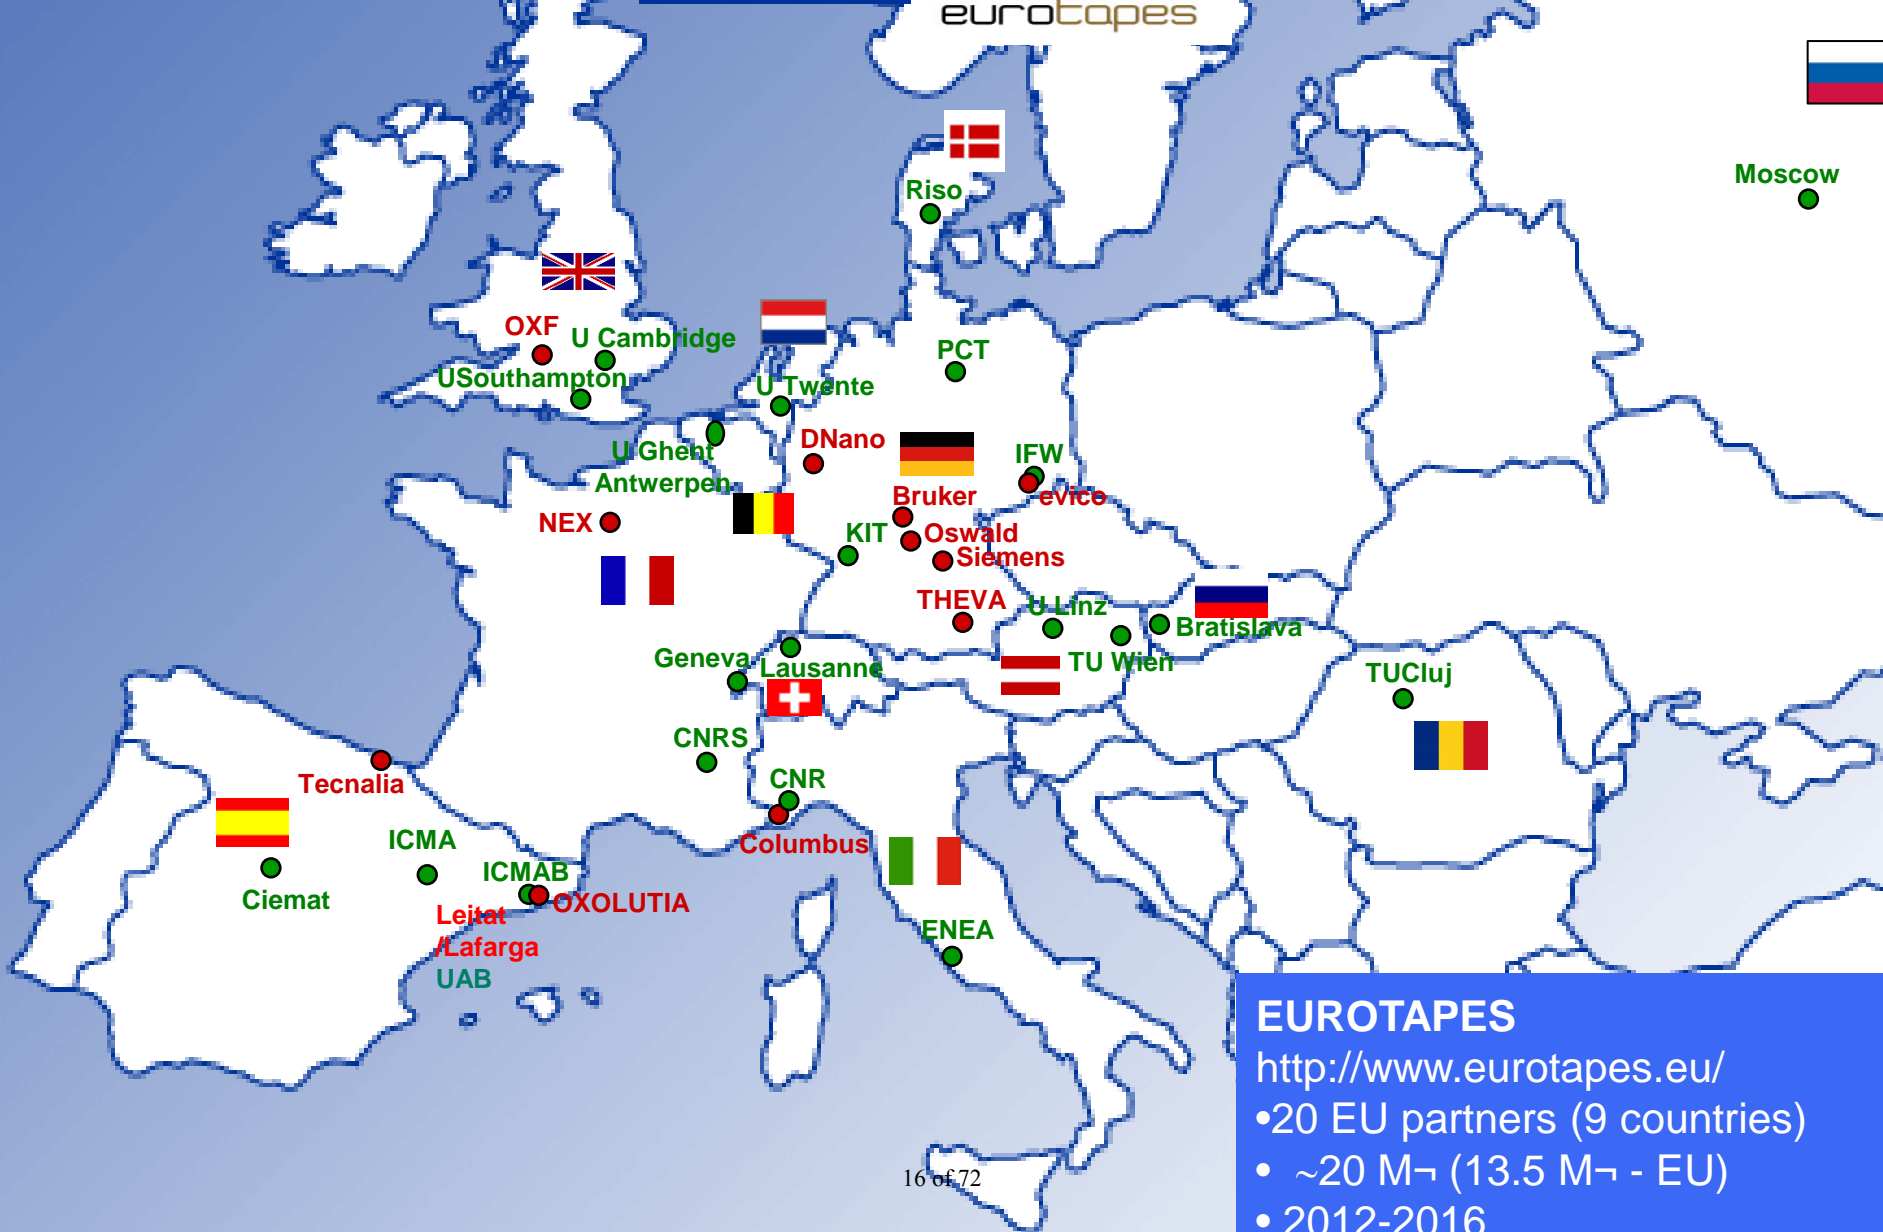 eurotapes
Moscow
Riso
OXF
U Cambridge
PCT
USouthampton
U Twente
DNano
U Ghent
Antwerpen
IFW
evico
Bruker
NEX
KIT
Oswald
Siemens
THEVA
U Linz
Bratislava
Geneva
Lausanne
TU Wien
TUCluj
CNRS
CNR
Tecnalia
Columbus
ICMA
ICMAB
Ciemat
OXOLUTIA
Leitat
/Lafarga
UAB
ENEA
EUROTAPES
http://www.eurotapes.eu/
•20 EU partners (9 countries)
• ~20 M¬ (13.5 M¬ - EU)
• 2012-2016
16 of 72